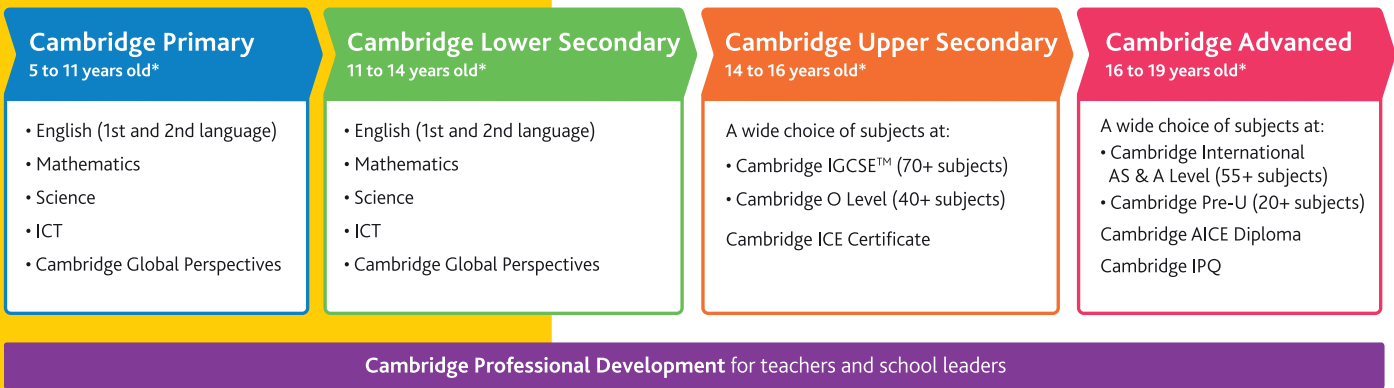 Cambridge Primary
5 to 11 years old*
• English (1st and 2nd language)
• Mathematics
• Science
• ICT
• Cambridge Global Perspectives
Cambridge Lower Secondary
11 to 14 years old*
• English (1st and 2nd language)
• Mathematics
• Science
• ICT
• Cambridge Global Perspectives
Cambridge Upper Secondary
14 to 16 years old*
A wide choice of subjects at:
• Cambridge IGCSE™ (70+ subjects)
• Cambridge O Level (40+ subjects)
Cambridge ICE Certificate
Cambridge Advanced
16 to 19 years old*
A wide choice of subjects at:
• Cambridge International
AS & A Level (55+ subjects)
• Cambridge Pre-U (20+ subjects)
Cambridge AICE Diploma
Cambridge IPQ
Cambridge Professional Development for teachers and school leaders